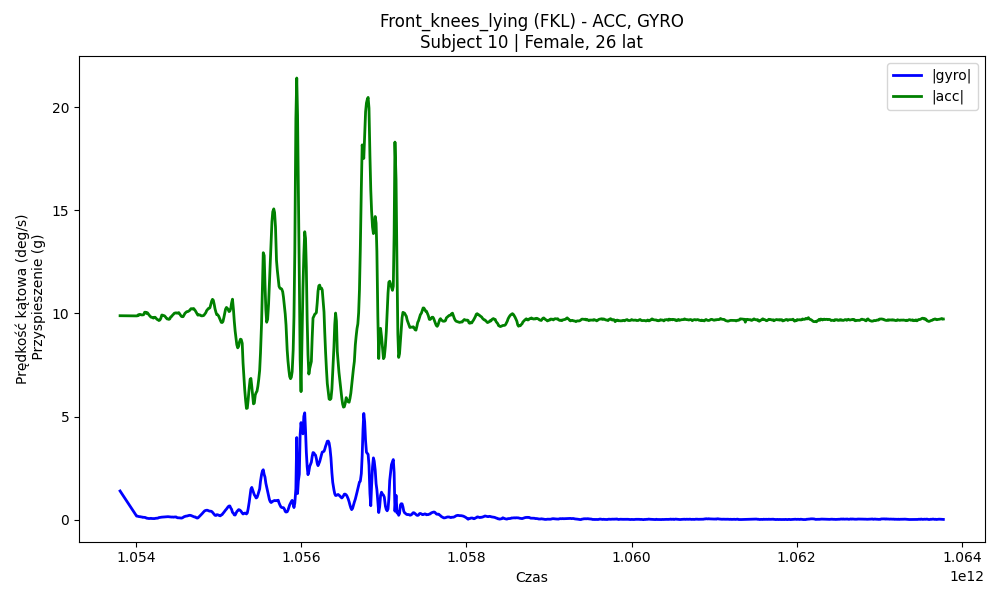 Front_knees_lying (FKL) - ACC, GYRO
Subject 10 | Female, 26 lat
|gyro|
|acc|
Prędkość kątowa (deg/s)
Przyspieszenie (g)
20
15
10
5
0
1.054
1.056
1.058
1.060
1.062
1.064
1e12
Czas